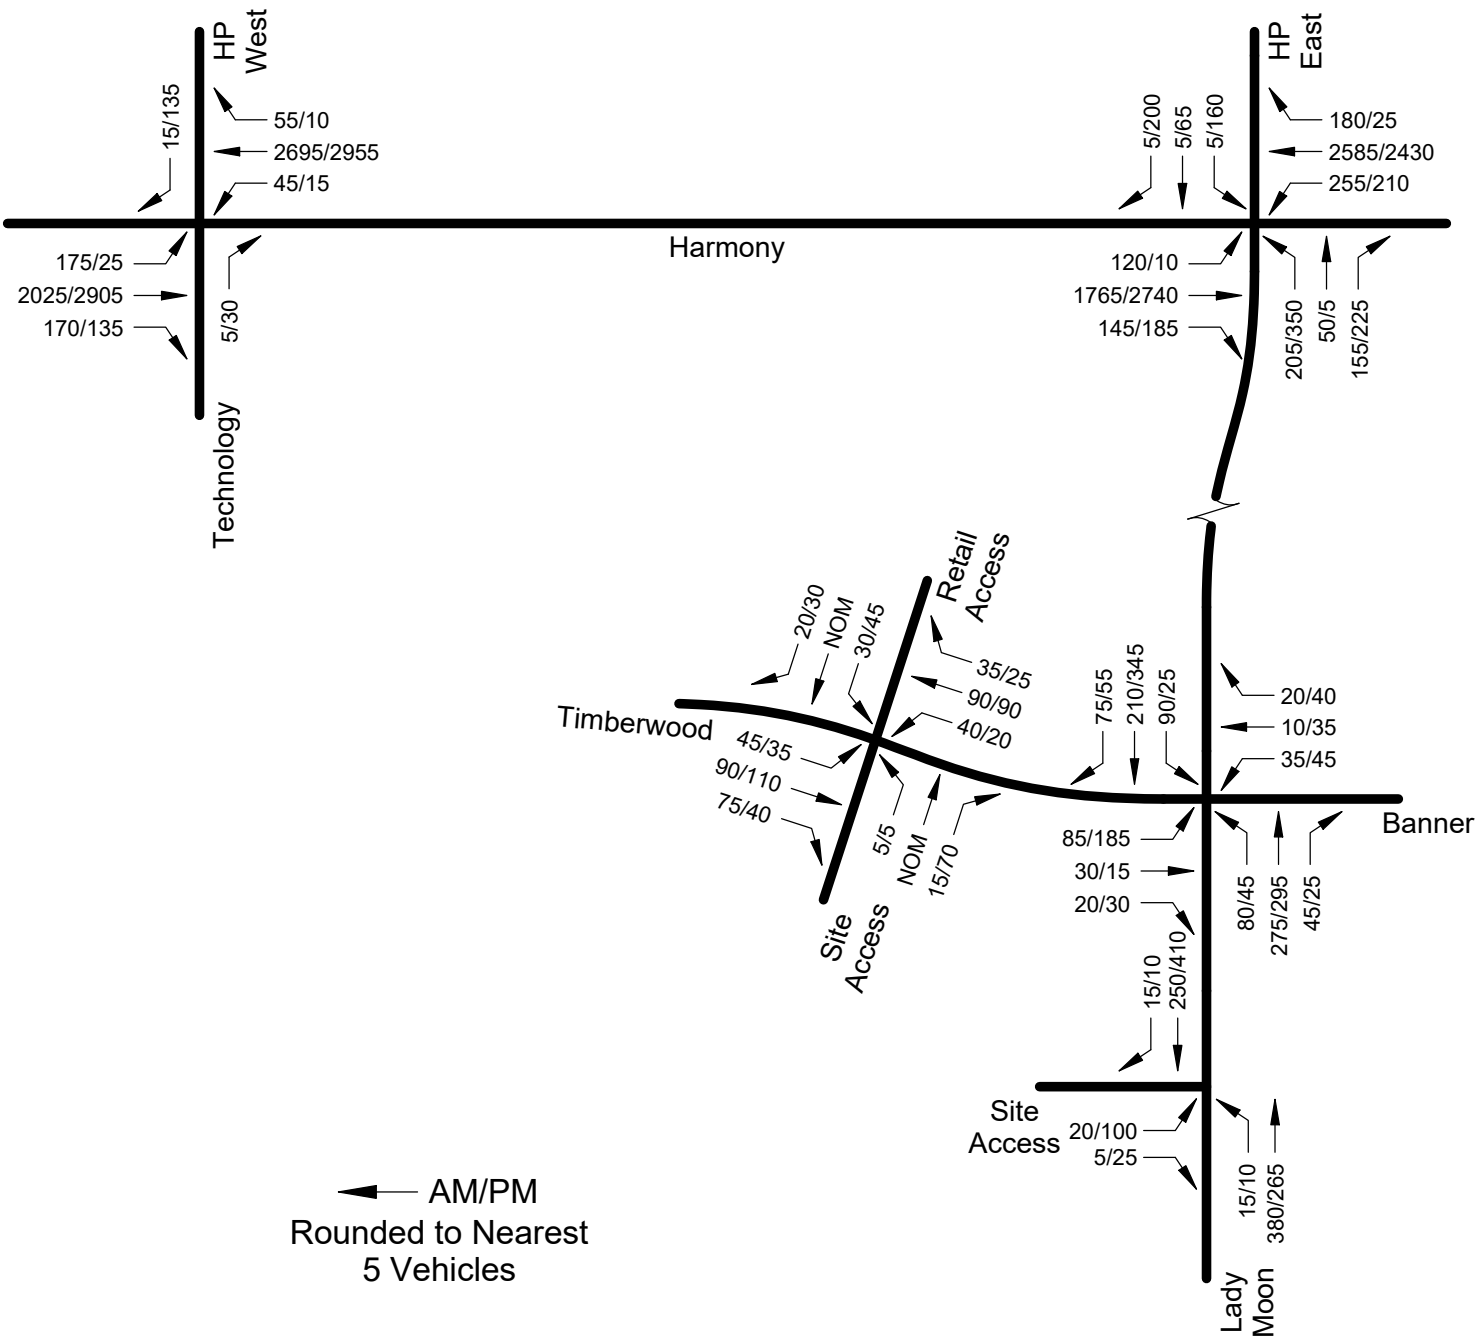 HP
West
15/135
55/10
2695/2955
45/15
175/25
2025/2905
170/135
5/30
Technology
Harmony
HP
East
5/200
5/65
5/160
180/25
2585/2430
255/210
120/10
1765/2740
145/185
205/350
50/5
155/225
Retail
Access
20/30
NOM
30/45
35/25
90/90
40/20
Timberwood
45/35
90/110
75/40
5/5
NOM
15/70
Site
Access
75/55
210/345
90/25
20/40
10/35
35/45
Banner
85/185
30/15
20/30
80/45
275/295
45/25
15/10
250/410
Site
Access
20/100
5/25
15/10
380/265
Lady
Moon
AM/PM
Rounded to Nearest
5 Vehicles